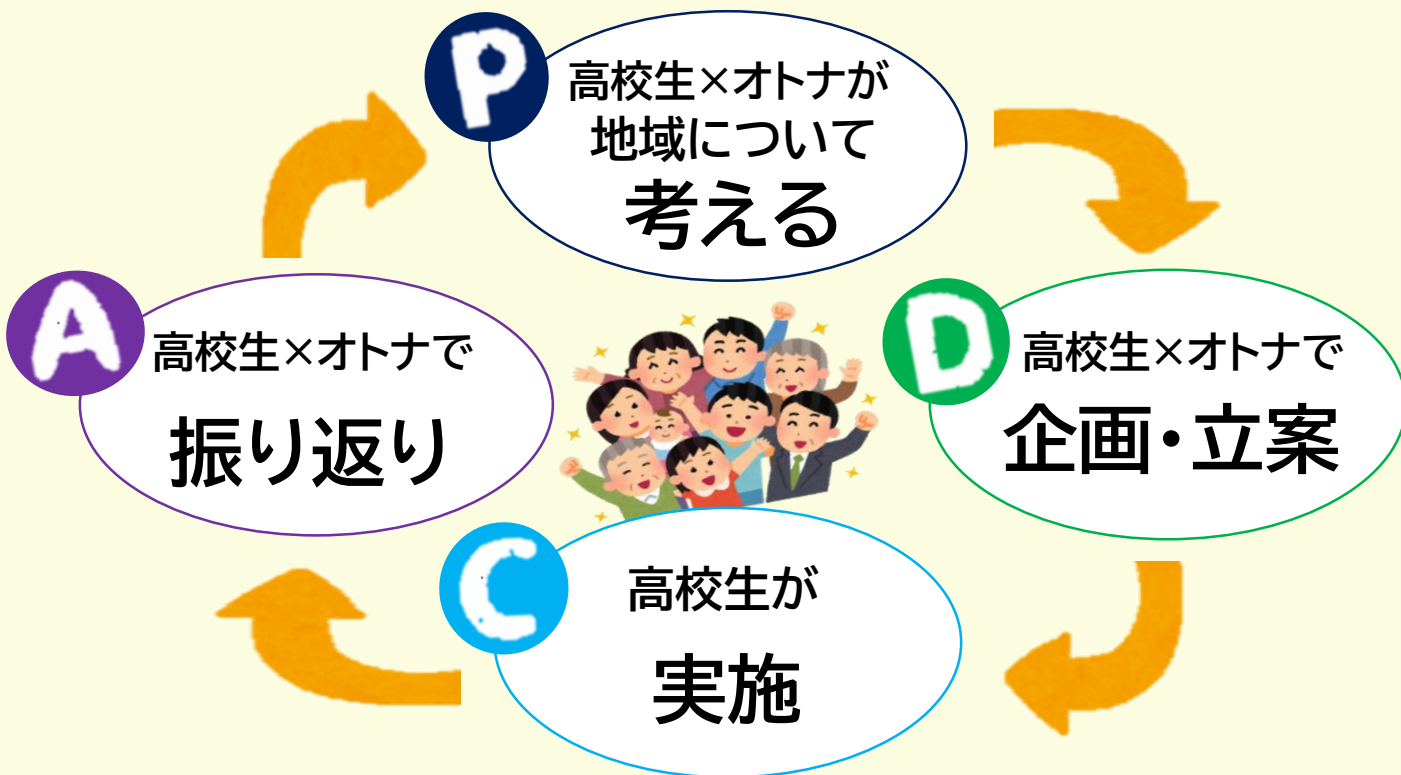 P
高校生×オトナが
地域について
考える
D
高校生×オトナで
企画・立案
C
高校生が
実施
A
高校生×オトナで
振り返り